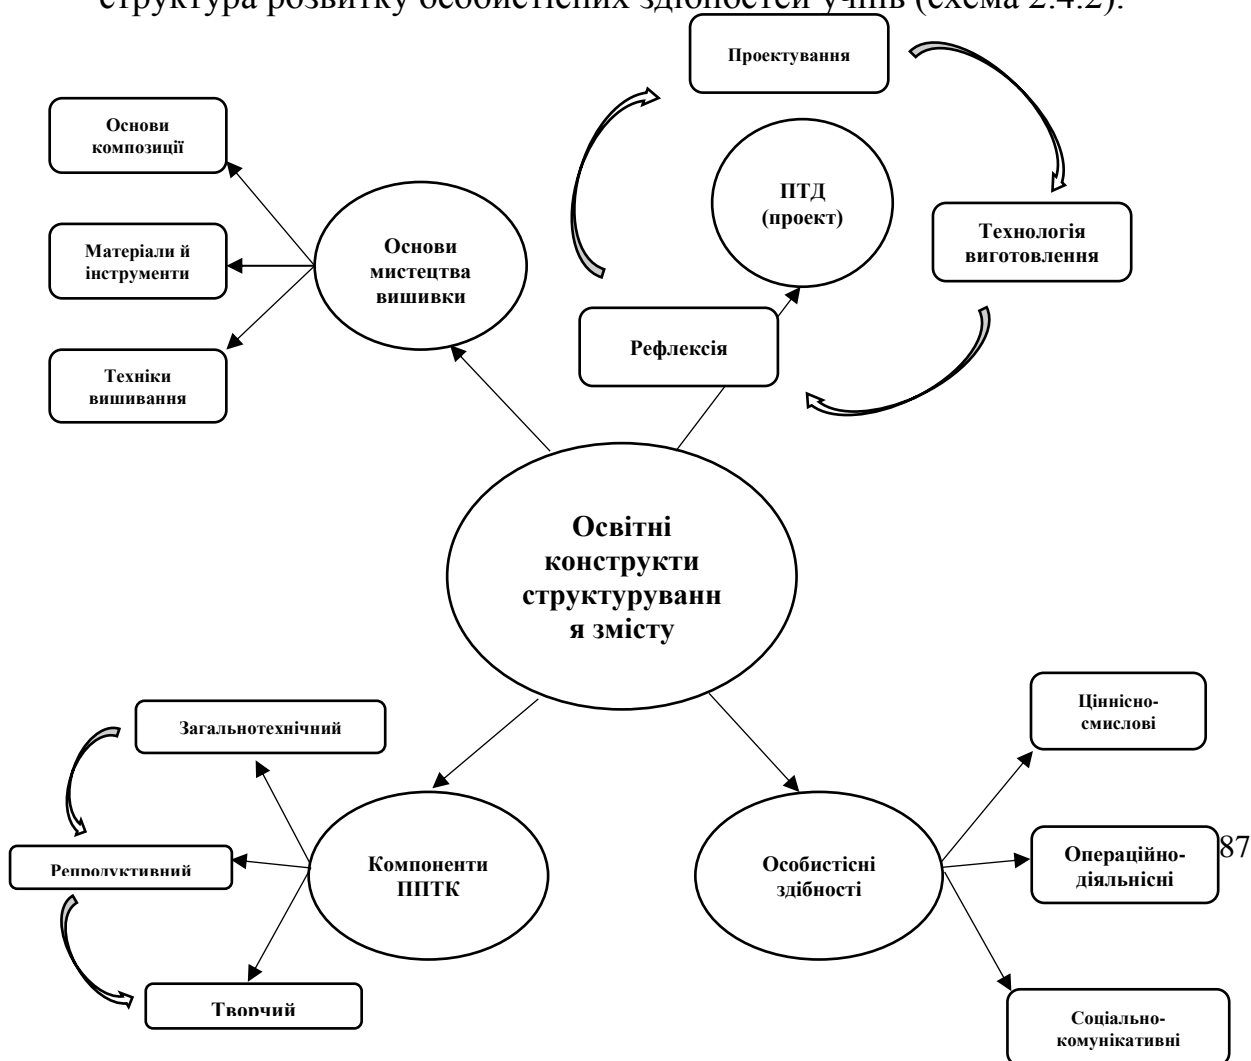 структура розвитку особистісних здібностей учнів (схема 2.4.2).
Проектування
Основи
композиції
ПТД
(проект)
Матеріали й
інструменти
Основи
мистецтва
вишивки
Технологія
виготовлення
Рефлексія
Техніки
вишивання
Освітні
конструкти
структуруванн
я змісту
Загальнотехнічний
Ціннісно-
смислові
Репродуктивний
Компоненти
ППТК
Особистісні
здібності
Операційно-
діяльнісні
87
Творчий
Соціально-
комунікативні